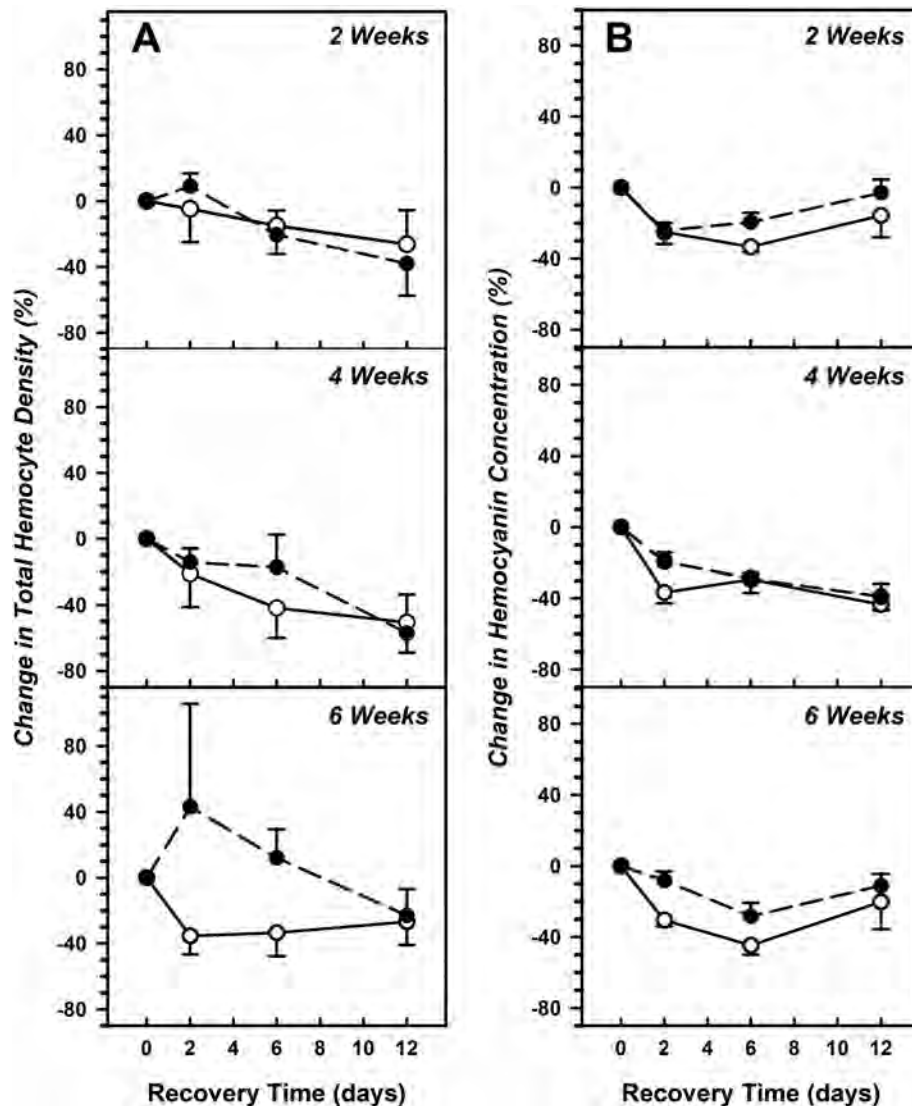 A
2 Weeks
80
40
0
-40
-80
4 Weeks
80
40
0
-40
-80
6 Weeks
80
40
0
-40
-80
0 2 4 6 8 10 12
Recovery Time (days)
Change in Total Hemocyte Density (%)
B
2 Weeks
80
40
0
-40
-80
4 Weeks
80
40
0
-40
-80
6 Weeks
80
40
0
-40
-80
0 2 4 6 8 10 12
Recovery Time (days)
Change in Hemocyanin Concentration (%)